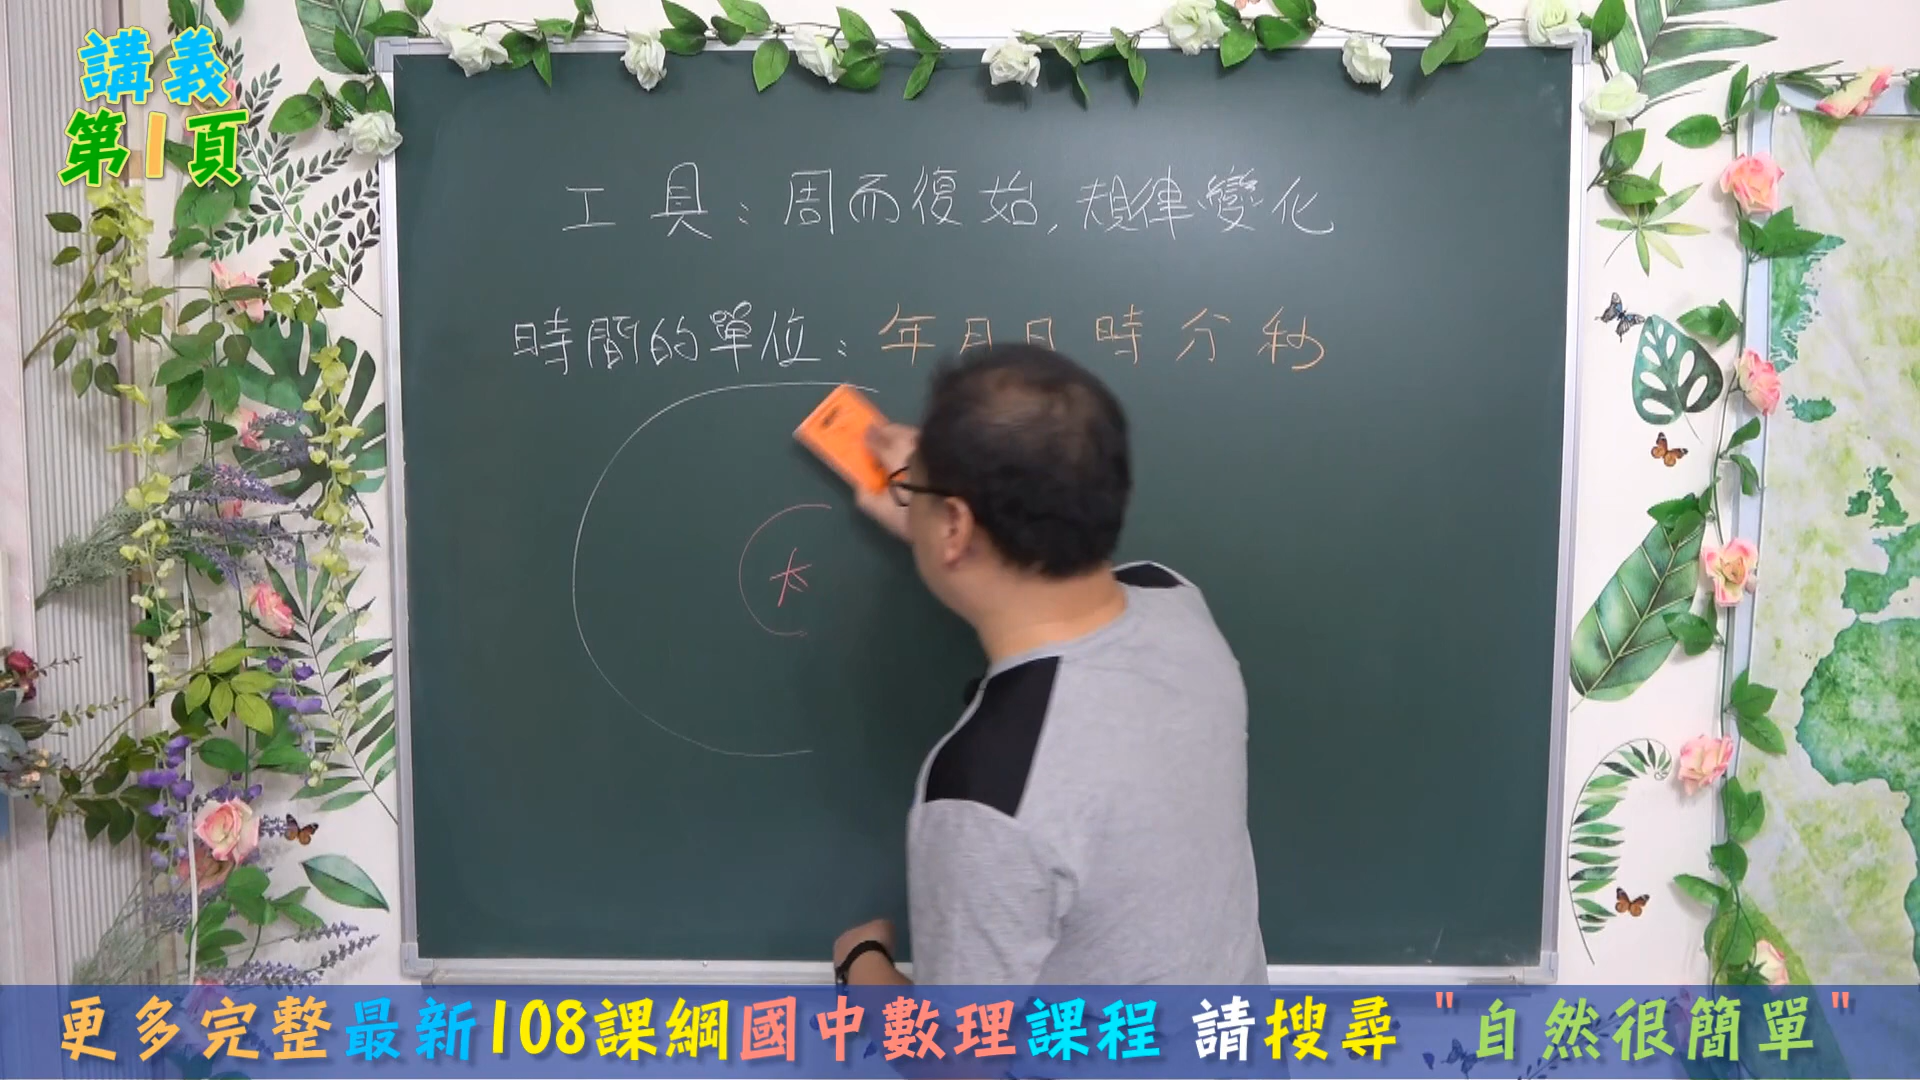 講義
第1頁
工具：周而復始，規律變化
時間的單位：年月日時分秒
太
更多完整最新108課綱國中數理課程 請搜尋 "自然很簡單"